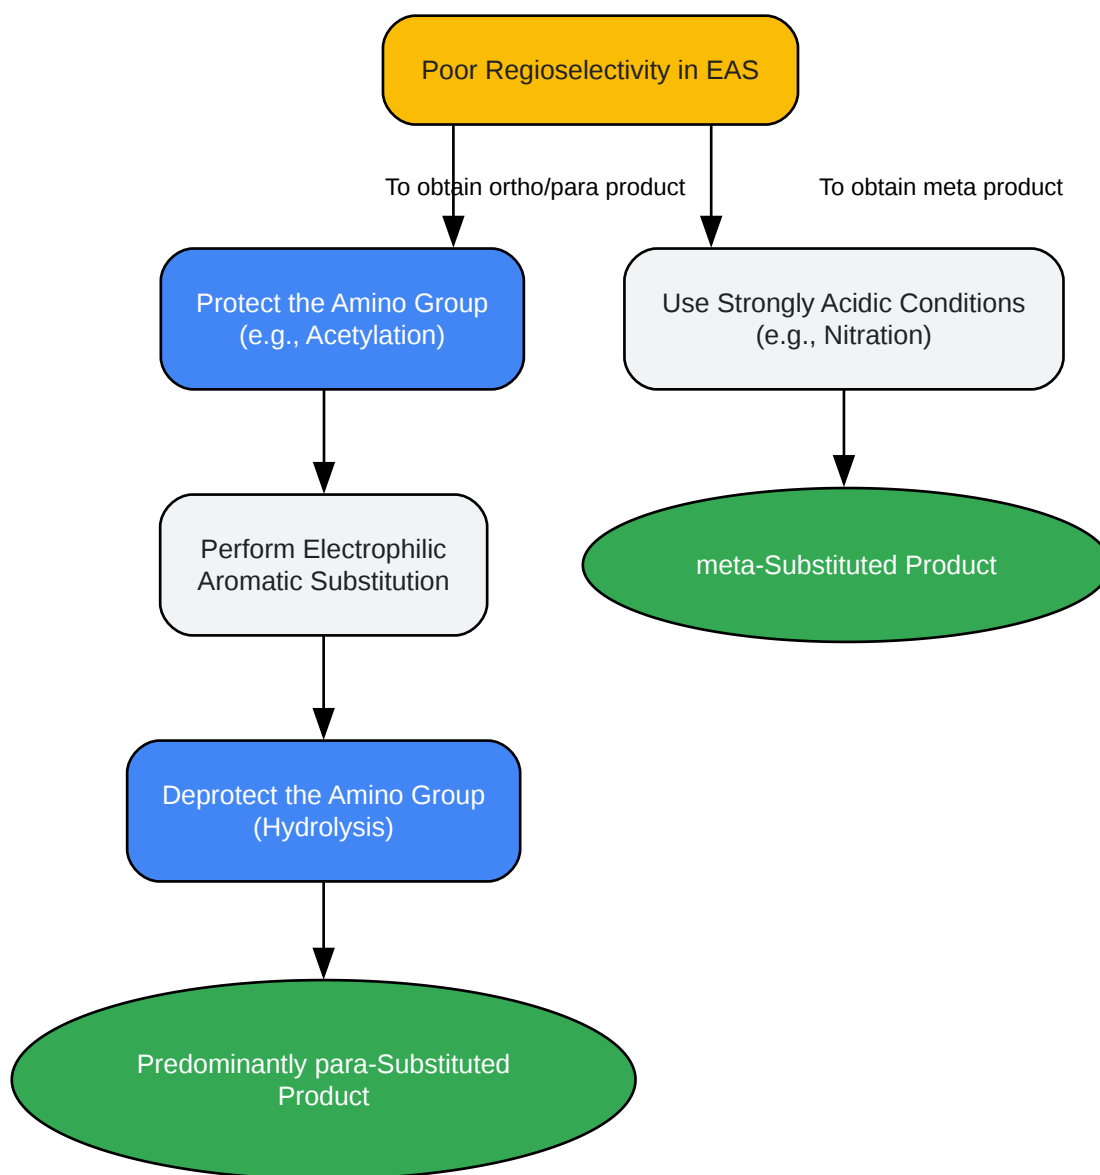 Poor Regioselectivity in EAS
To obtain ortho/para product
To obtain meta product
Protect the Amino Group
(e.g., Acetylation)
Use Strongly Acidic Conditions
(e.g., Nitration)
Perform Electrophilic
Aromatic Substitution
meta-Substituted Product
Deprotect the Amino Group
(Hydrolysis)
Predominantly para-Substituted
Product